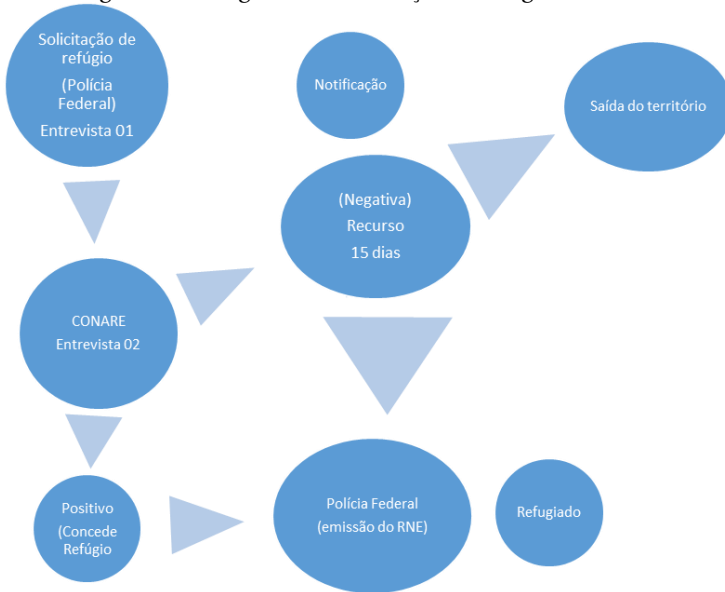 Solicitação de
refúgio
(Polícia
Federal)
Entrevista 01
Notificação
Saída do território
(Negativa)
Recurso
15 dias
CONARE
Entrevista 02
Positivo
(Concede
Refúgio
Polícia Federal
(emissão do RNE)
Refugiado